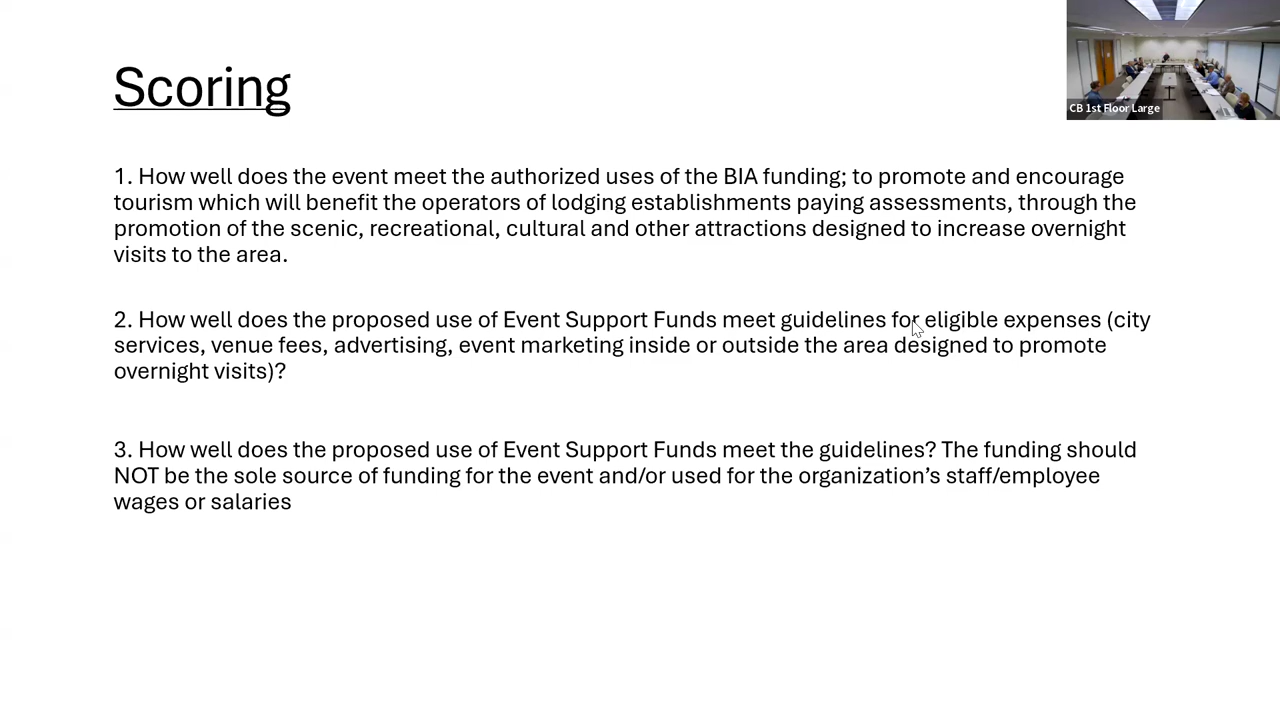 Scoring
CB 1st Floor Large
1. How well does the event meet the authorized uses of the BIA funding; to promote and encourage
tourism which will benefit the operators of lodging establishments paying assessments, through the
promotion of the scenic, recreational, cultural and other attractions designed to increase overnight
visits to the area.
2. How well does the proposed use of Event Support Funds meet guidelines for eligible expenses (city
services, venue fees, advertising, event marketing inside or outside the area designed to promote
overnight visits)?
3. How well does the proposed use of Event Support Funds meet the guidelines? The funding should
NOT be the sole source of funding for the event and/or used for the organization’s staff/employee
wages or salaries